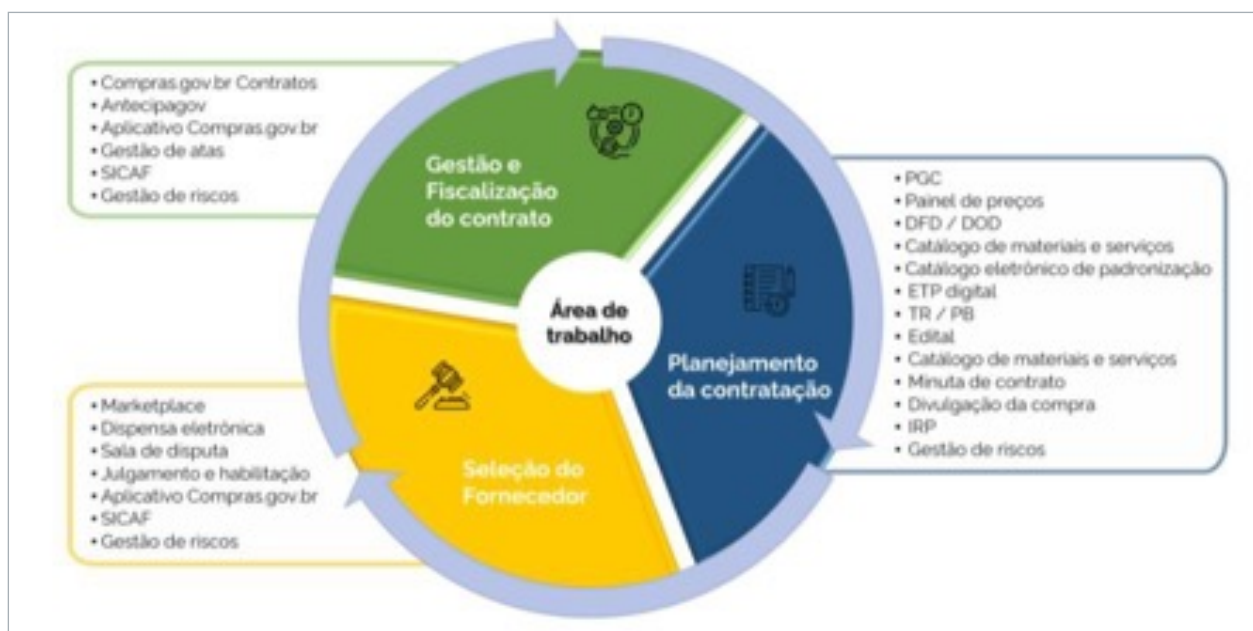 • Compras.gov.br Contratos
• Antecipagov
• Aplicativo Compras.gov.br
• Gestão de atas
• SICAF
• Gestão de riscos
Gestão e
Fiscalização
do contrato
• PGC
• Painel de preços
• DFD / DOD
• Catálogo de materiais e serviços
• Catálogo eletrônico de padronização
• ETP digital
• TR / PB
• Edital
• Catálogo de materiais e serviços
• Minuta de contrato
• Divulgação da compra
• IRP
• Gestão de riscos
Área de
trabalho
Planejamento
da contratação
• Marketplace
• Dispensa eletrônica
• Sala de disputa
• Julgamento e habilitação
• Aplicativo Compras.gov.br
• SICAF
• Gestão de riscos
Seleção do
Fornecedor